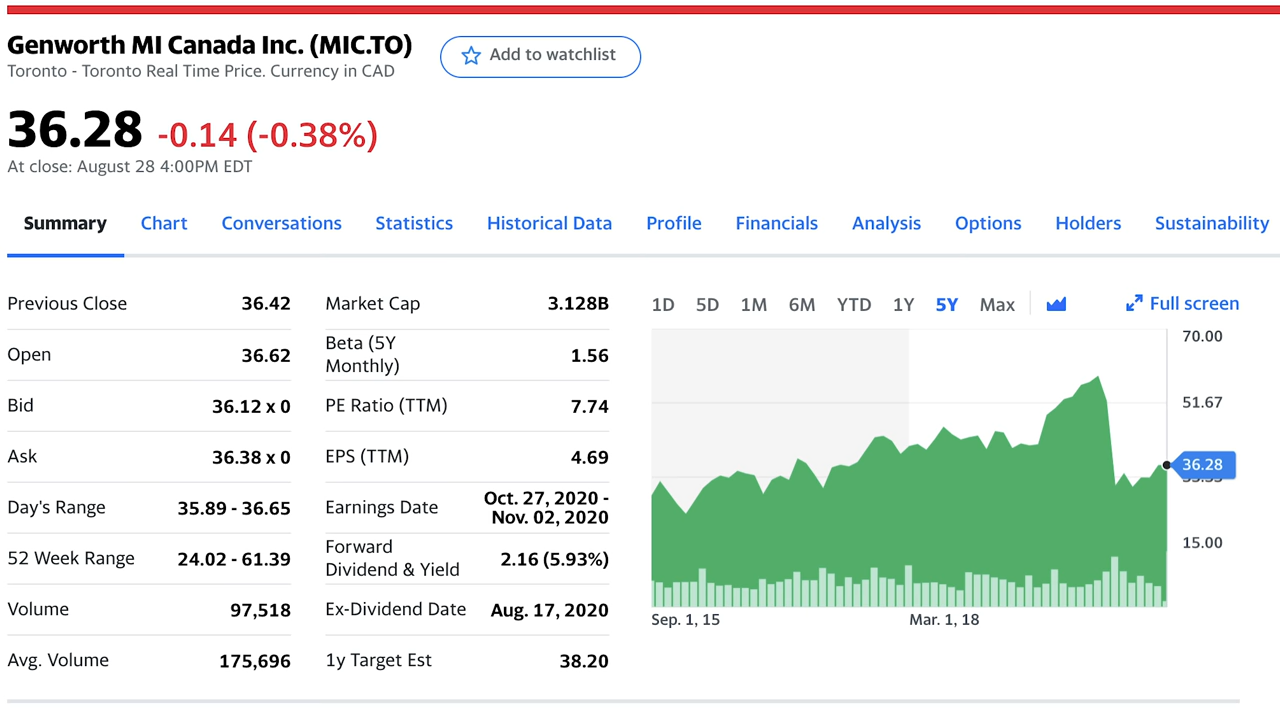 Genworth MI Canada Inc. (MIC.TO)
Add to watchlist
Toronto - Toronto Real Time Price. Currency in CAD
36.28 -0.14 (-0.38%)
At close: August 28 4:00PM EDT
Summary Chart Conversations Statistics Historical Data Profile Financials Analysis Options Holders Sustainability
Previous Close 36.42
Open 36.62
Bid 36.12 x 0
Ask 36.38 x 0
Day's Range 35.89 - 36.65
52 Week Range 24.02 - 61.39
Volume 97,518
Avg. Volume 175,696
Market Cap 3.128B
Beta (5Y
Monthly) 1.56
PE Ratio (TTM) 7.74
EPS (TTM) 4.69
Earnings Date Oct. 27, 2020 -
Nov. 02, 2020
Forward
Dividend & Yield 2.16 (5.93%)
Ex-Dividend Date Aug. 17, 2020
1y Target Est 38.20
1D 5D 1M 6M YTD 1Y 5Y Max Full screen
70.00
51.67
36.28
15.00
Sep. 1, 15 Mar. 1, 18